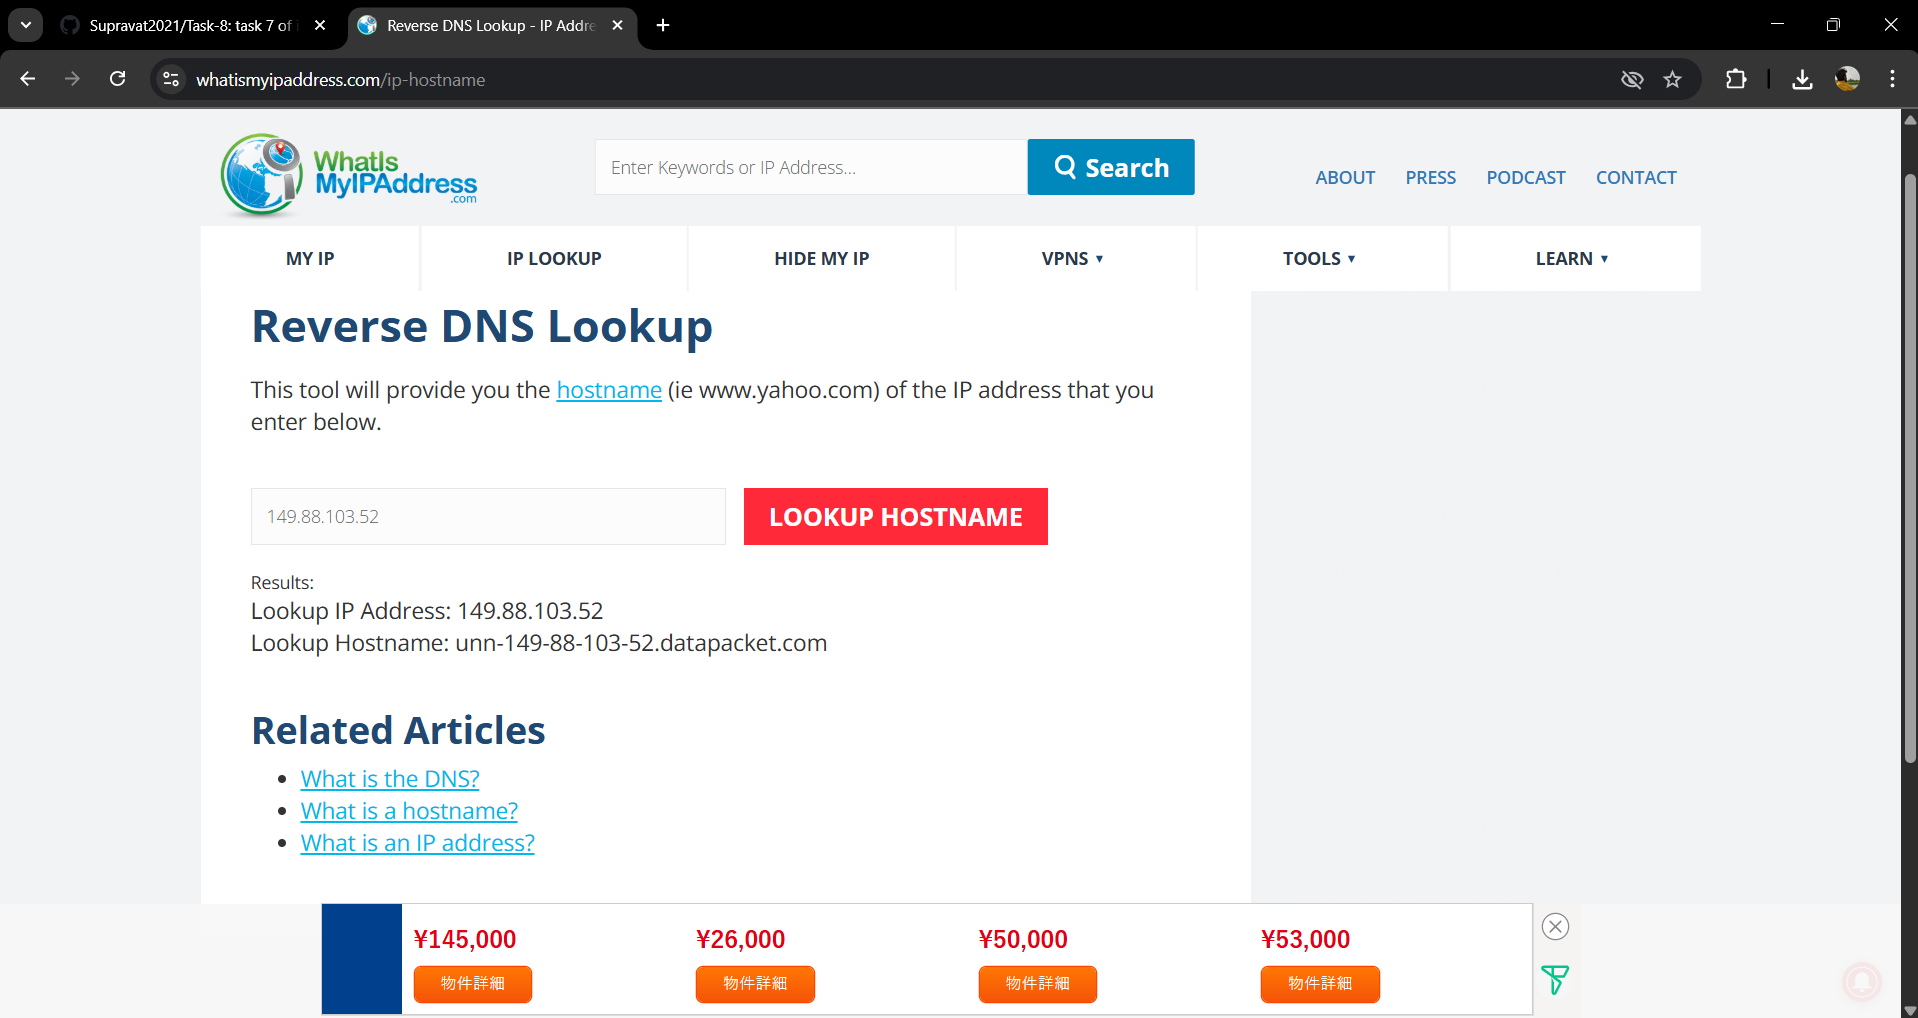 Supravat2021/Task-8: task 7 of
Reverse DNS Lookup - IP Addre
whatismyipaddress.com/ip-hostname
WhatIs
MyIPAddress
.com
Enter Keywords or IP Address...
Search
ABOUT PRESS PODCAST CONTACT
MY IP IP LOOKUP HIDE MY IP VPNS ▼ TOOLS ▼ LEARN ▼
Reverse DNS Lookup
This tool will provide you the hostname (ie www.yahoo.com) of the IP address that you
enter below.
149.88.103.52
LOOKUP HOSTNAME
Results:
Lookup IP Address: 149.88.103.52
Lookup Hostname: unn-149-88-103-52.datapacket.com
Related Articles
• What is the DNS?
• What is a hostname?
• What is an IP address?
¥145,000 ¥26,000 ¥50,000 ¥53,000
物件詳細 物件詳細 物件詳細 物件詳細